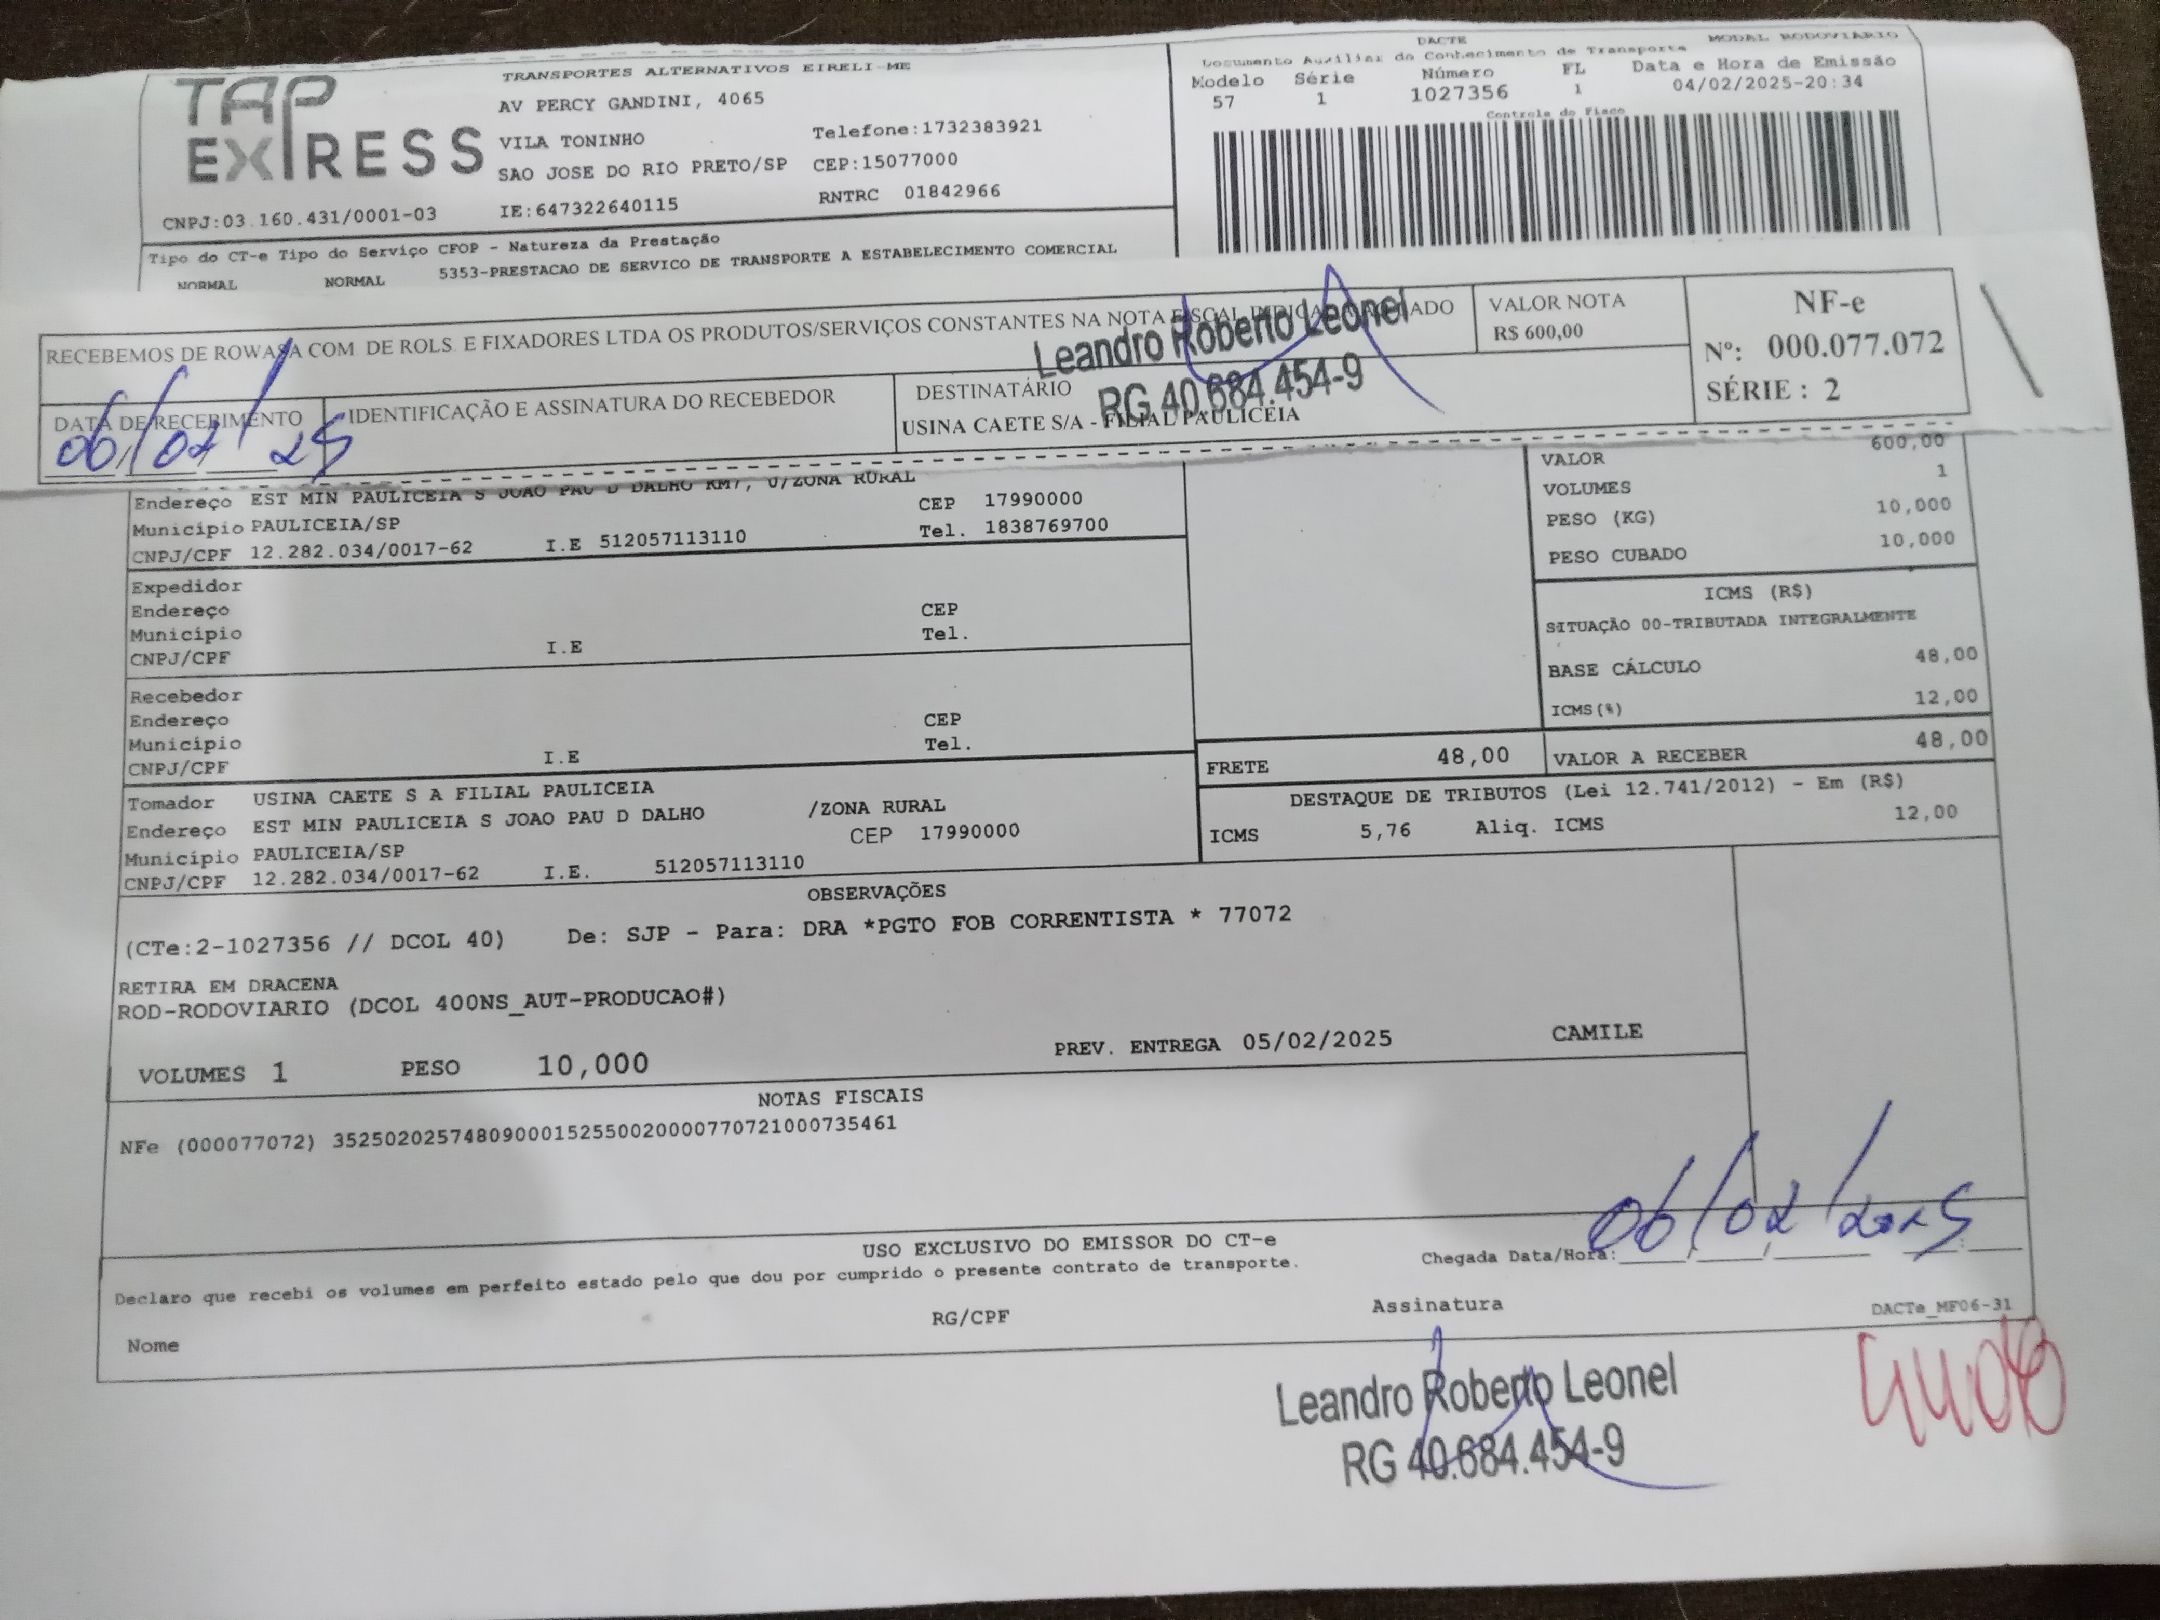 TAP EXPRESS
TRANSPORTES ALTERNATIVOS EIRELI-ME
AV PERCY GANDINI, 4065
VILA TONINHO
Telefone:1732383921
SAO JOSE DO RIO PRETO/SP CEP:15077000
CNPJ:03.160.431/0001-03 IE:647322640115 RNTRC 01842966
DACTE MODAL RODOVIÁRIO
Documento Auxiliar do Conhecimento de Transporte
Modelo Série Número FL Data e Hora de Emissão
57 1 1027356 1 04/02/2025-20:34
Controle do Fisco
Tipo do CT-e Tipo do Serviço CFOP - Natureza da Prestação
NORMAL NORMAL 5353-PRESTACAO DE SERVICO DE TRANSPORTE A ESTABELECIMENTO COMERCIAL
RECEBEMOS DE ROWASA COM DE ROLS E FIXADORES LTDA OS PRODUTOS/SERVIÇOS CONSTANTES NA NOTA FISCAL LADO
VALOR NOTA
R$ 600,00
NF-e
Nº: 000.077.072
SÉRIE : 2
Leandro Roberto Leonel
RG 40.684.454-9
DATA DE RECEBIMENTO
06/02/25
IDENTIFICAÇÃO E ASSINATURA DO RECEBEDOR
DESTINATÁRIO
USINA CAETE S/A - FILIAL PAULICEIA
Endereço EST MIN PAULICEIA S JOAO PAU D DALHO KM7, 0/ZONA RURAL
CEP 17990000
Município PAULICEIA/SP
Tel. 1838769700
CNPJ/CPF 12.282.034/0017-62 I.E 512057113110
VALOR 600,00
VOLUMES 1
PESO (KG) 10,000
PESO CUBADO 10,000
Expedidor
Endereço CEP
Município Tel.
CNPJ/CPF I.E
ICMS (R$)
SITUAÇÃO 00-TRIBUTADA INTEGRALMENTE
BASE CÁLCULO 48,00
ICMS(%) 12,00
Recebedor
Endereço CEP
Município Tel.
CNPJ/CPF I.E
FRETE 48,00 VALOR A RECEBER 48,00
DESTAQUE DE TRIBUTOS (Lei 12.741/2012) - Em (R$)
ICMS 5,76 Aliq. ICMS 12,00
Tomador USINA CAETE S A FILIAL PAULICEIA
Endereço EST MIN PAULICEIA S JOAO PAU D DALHO /ZONA RURAL
Município PAULICEIA/SP CEP 17990000
CNPJ/CPF 12.282.034/0017-62 I.E. 512057113110
OBSERVAÇÕES
(CTe:2-1027356 // DCOL 40) De: SJP - Para: DRA *PGTO FOB CORRENTISTA * 77072
RETIRA EM DRACENA
ROD-RODOVIARIO (DCOL 400NS_AUT-PRODUCAO#)
VOLUMES 1 PESO 10,000 PREV. ENTREGA 05/02/2025 CAMILE
NOTAS FISCAIS
NFe (000077072) 35250202574809000152550020000770721000735461
USO EXCLUSIVO DO EMISSOR DO CT-e
Declaro que recebi os volumes em perfeito estado pelo que dou por cumprido o presente contrato de transporte.
Chegada Data/Hora: 06/02/2025
Nome RG/CPF Assinatura DACTe_MF06-31
Leandro Roberto Leonel
RG 40.684.454-9